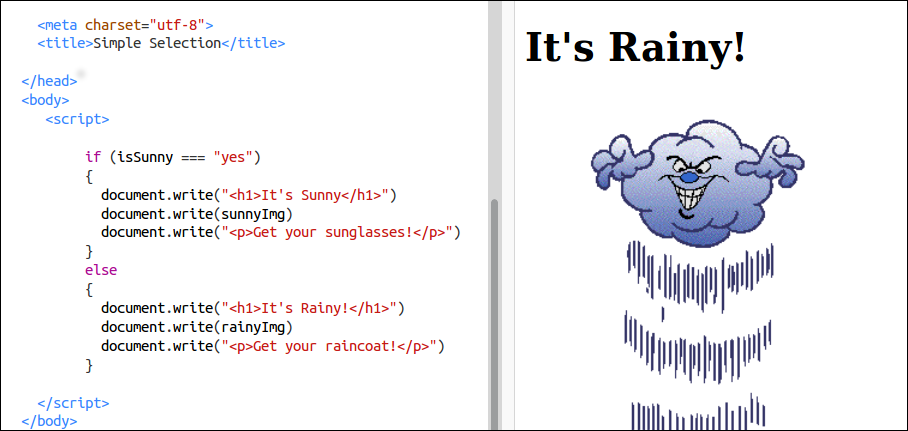 <meta charset="utf-8">
<title>Simple Selection</title>
</head>
<body>
<script>
if (isSunny === "yes")
{
document.write("<h1>It's Sunny</h1>")
document.write(sunnyImg)
document.write("<p>Get your sunglasses!</p>")
}
else
{
document.write("<h1>It's Rainy!</h1>")
document.write(rainyImg)
document.write("<p>Get your raincoat!</p>")
}
</script>
</body>
It's Rainy!